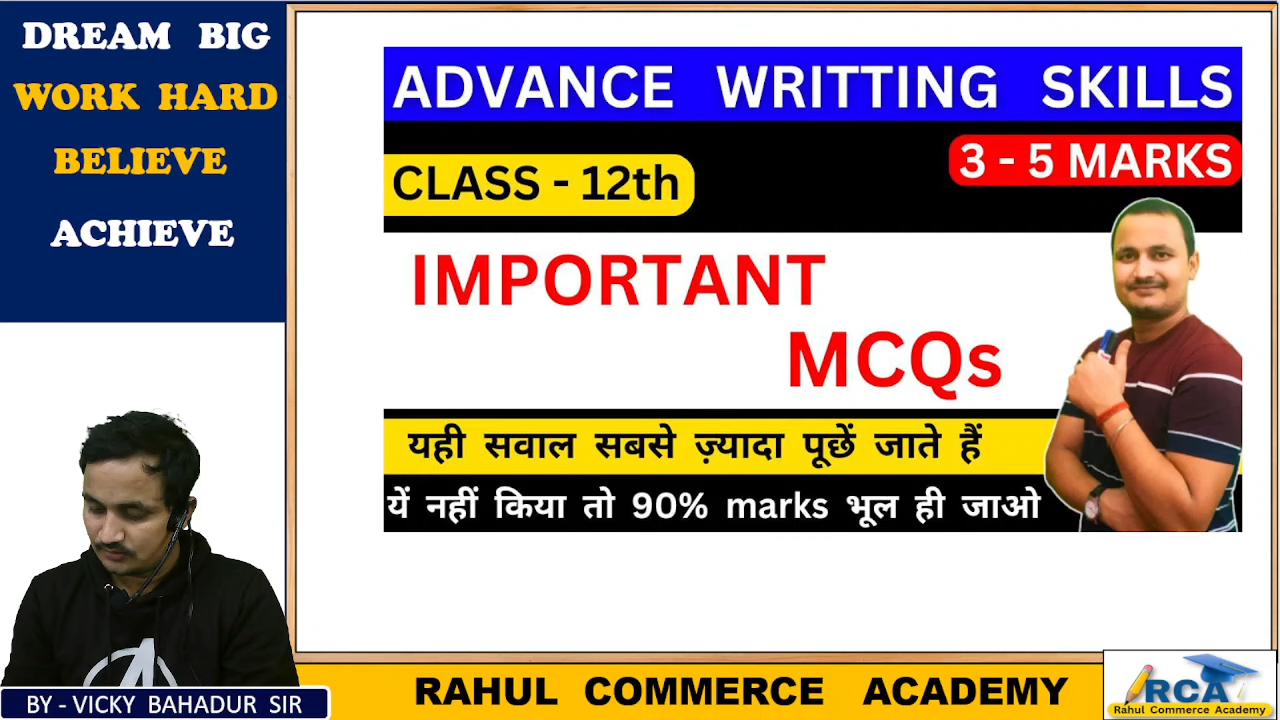 DREAM BIG
WORK HARD
BELIEVE
ACHIEVE
ADVANCE WRITTING SKILLS
3 - 5 MARKS
CLASS - 12th
IMPORTANT
MCQs
यही सवाल सबसे ज़्यादा पूछें जाते हैं
यें नहीं किया तो 90% marks भूल ही जाओ
BY - VICKY BAHADUR SIR
RAHUL COMMERCE ACADEMY
RCA
Rahul Commerce Academy